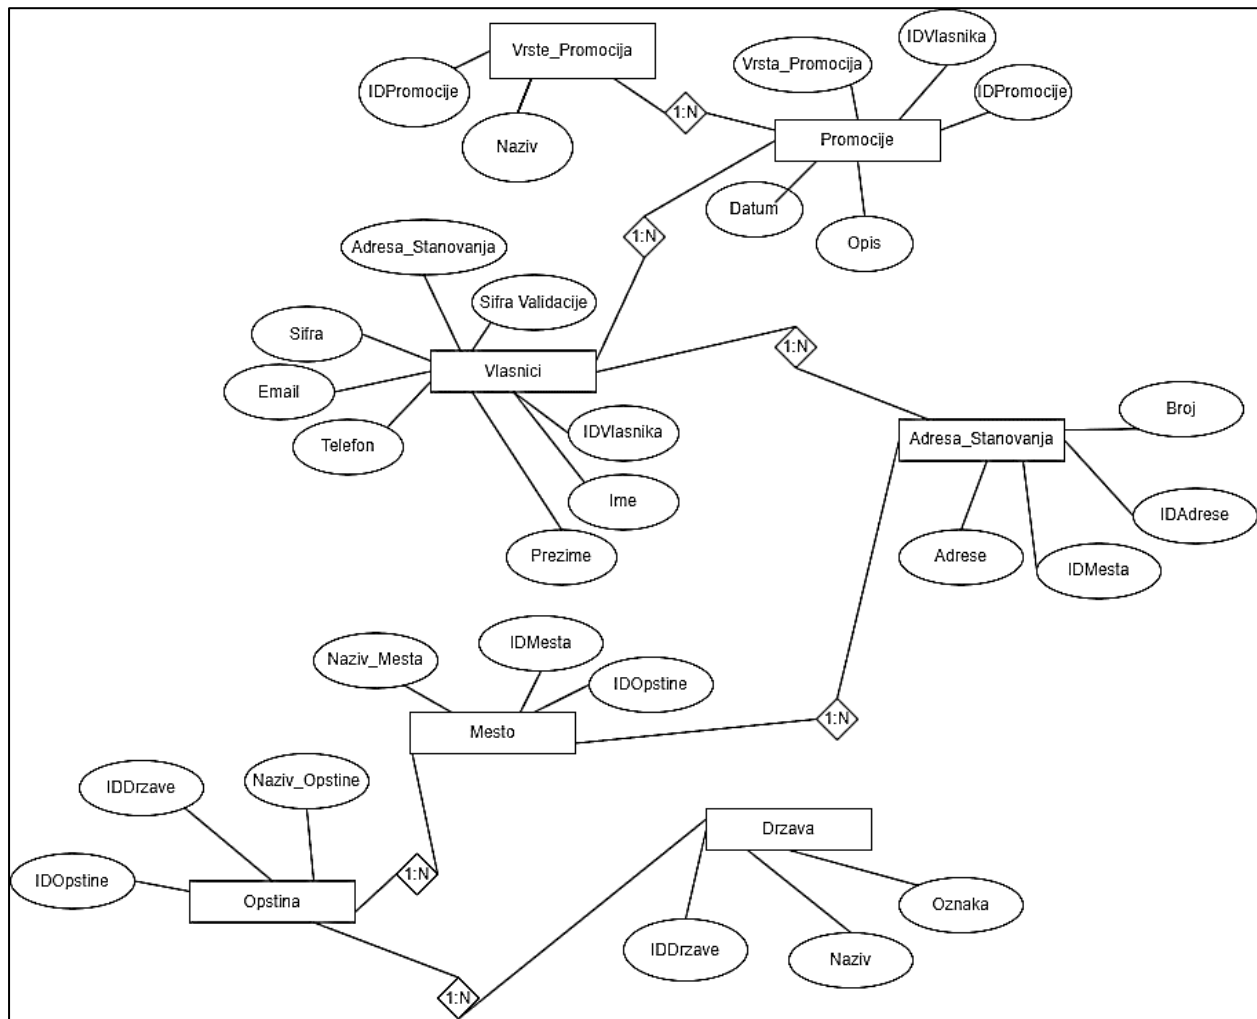 Vrste_Promocija
IDVlasnika
Vrsta_Promocija
IDPromocije
IDPromocije
1:N
Naziv
Promocije
Datum
Opis
1:N
Adresa_Stanovanja
Sifra Validacije
Sifra
1:N
Vlasnici
Email
Broj
Telefon
IDVlasnika
Adresa_Stanovanja
Ime
IDAdrese
Prezime
Adrese
IDMesta
IDMesta
Naziv_Mesta
IDOpstine
1:N
Mesto
Naziv_Opstine
IDDrzave
Drzava
1:N
IDOpstine
Opstina
Oznaka
IDDrzave
Naziv
1:N